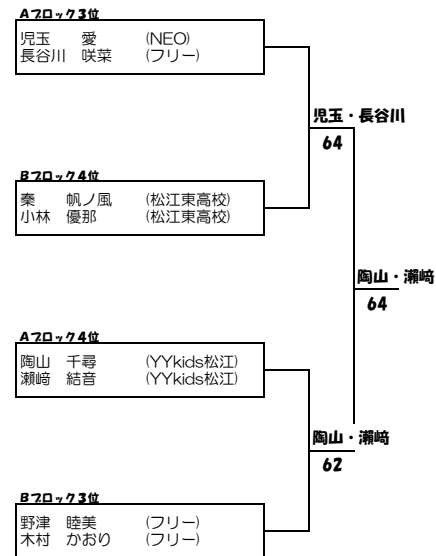 Aブロック3位
児玉 愛 (NEO)
長谷川 咲菜 (フリー)
児玉・長谷川
64
Bブロック4位
秦 帆ノ風 (松江東高校)
小林 優那 (松江東高校)
陶山・瀬﨑
64
Aブロック4位
陶山 千尋 (YYkids松江)
瀬﨑 結音 (YYkids松江)
陶山・瀬﨑
62
Bブロック3位
野津 睦美 (フリー)
木村 かおり (フリー)